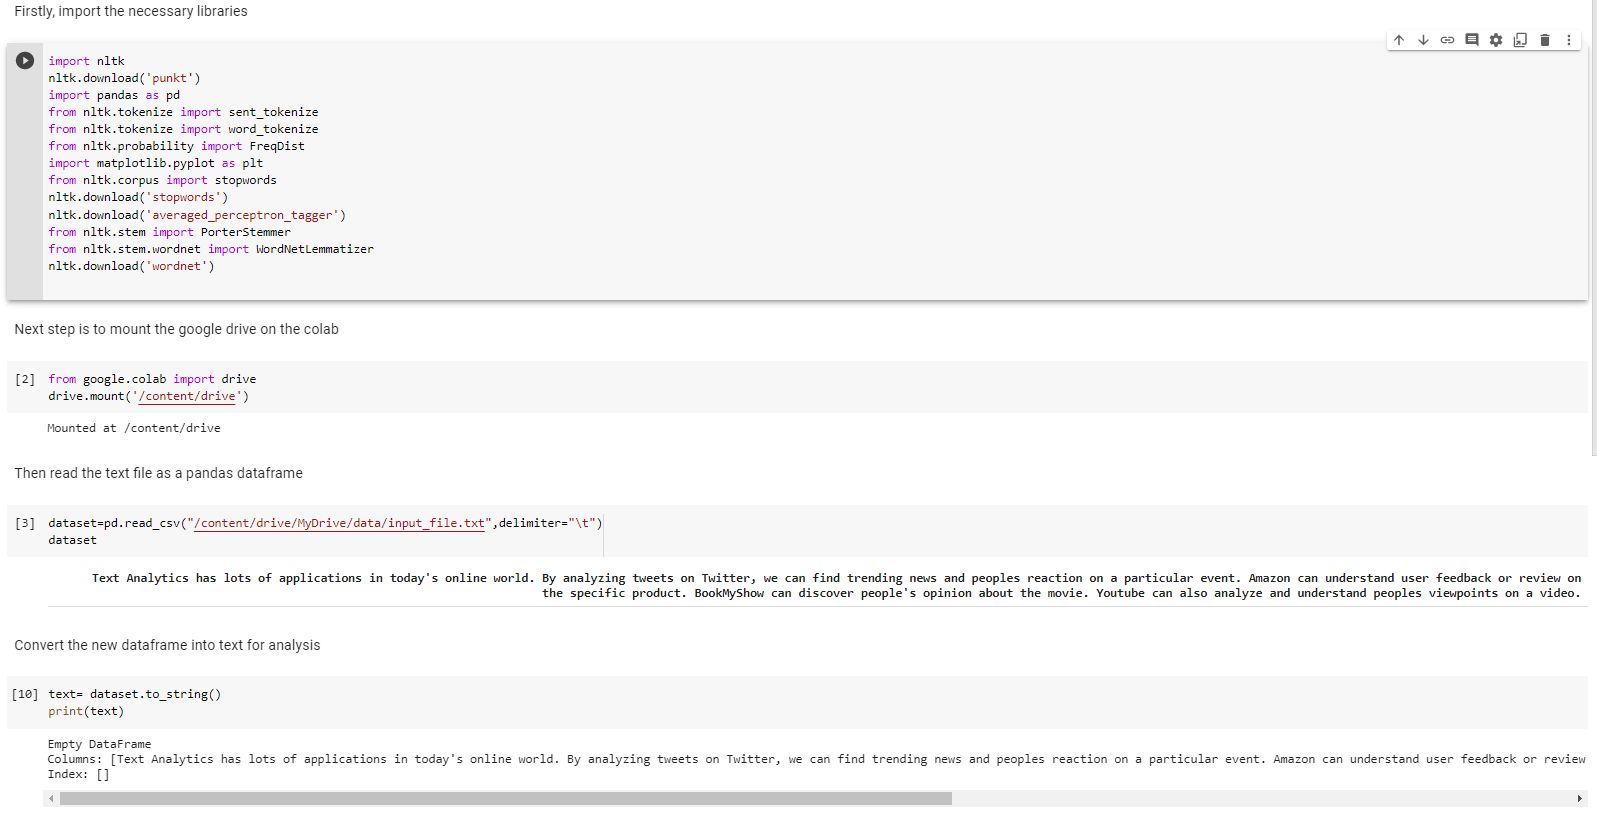 Firstly, import the necessary libraries
import nltk
nltk.download('punkt')
import pandas as pd
from nltk.tokenize import sent_tokenize
from nltk.tokenize import word_tokenize
from nltk.probability import FreqDist
import matplotlib.pyplot as plt
from nltk.corpus import stopwords
nltk.download('stopwords')
nltk.download('averaged_perceptron_tagger')
from nltk.stem import PorterStemmer
from nltk.stem.wordnet import WordNetLemmatizer
nltk.download('wordnet')
Next step is to mount the google drive on the colab
[2] from google.colab import drive
drive.mount('/content/drive')
Mounted at /content/drive
Then read the text file as a pandas dataframe
[3] dataset=pd.read_csv("/content/drive/MyDrive/data/input_file.txt",delimiter="\t")
dataset
Text Analytics has lots of applications in today's online world. By analyzing tweets on Twitter, we can find trending news and peoples reaction on a particular event. Amazon can understand user feedback or review on
the specific product. BookMyShow can discover people's opinion about the movie. Youtube can also analyze and understand peoples viewpoints on a video.
Convert the new dataframe into text for analysis
[10] text= dataset.to_string()
print(text)
Empty DataFrame
Columns: [Text Analytics has lots of applications in today's online world. By analyzing tweets on Twitter, we can find trending news and peoples reaction on a particular event. Amazon can understand user feedback or review
Index: []